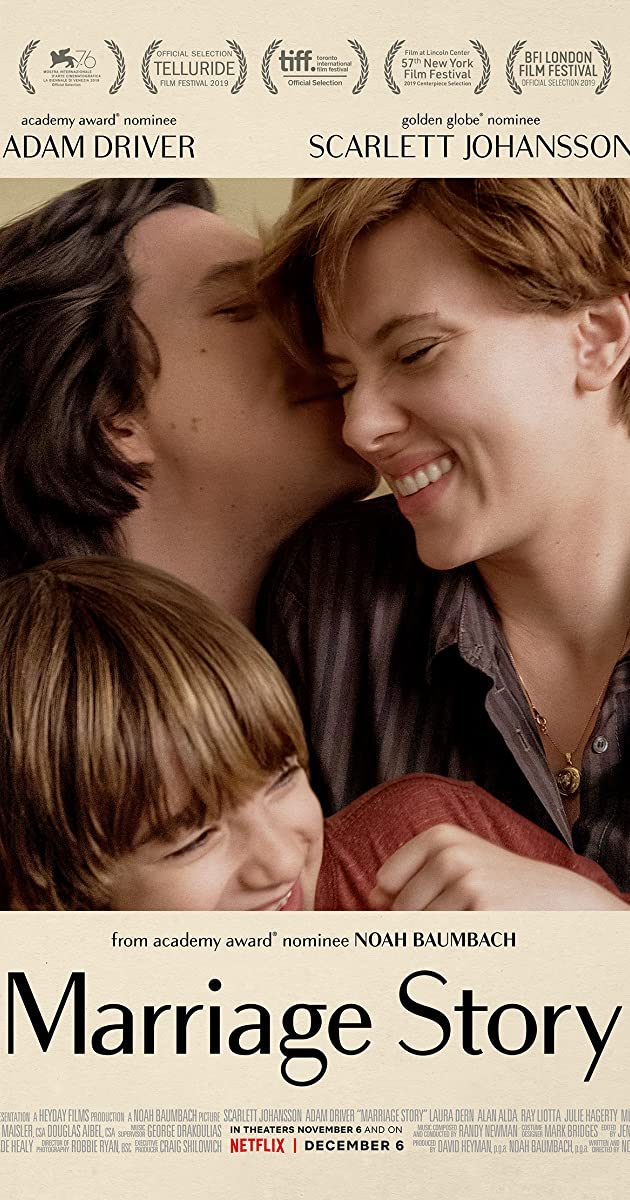 76
MOSTRA INTERNAZIONALE
D'ARTE CINEMATOGRAFICA
LA BIENNALE DI VENEZIA 2019
Official Selection
OFFICIAL SELECTION
TELLURIDE
FILM FESTIVAL 2019
tiff. toronto international film festival
Official Selection
Film at Lincoln Center
57th New York
Film Festival
2019 Centerpiece Selection
BFI LONDON
FILM FESTIVAL
OFFICIAL SELECTION 2019
academy award® nominee
ADAM DRIVER
golden globe® nominee
SCARLETT JOHANSSON
from academy award® nominee NOAH BAUMBACH
Marriage Story
A HEYDAY FILMS PRODUCTION A NOAH BAUMBACH PICTURE SCARLETT JOHANSSON ADAM DRIVER "MARRIAGE STORY" LAURA DERN ALAN ALDA RAY LIOTTA JULIE HAGERTY
MAISLER, CSA DOUGLAS AIBEL, CSA MUSIC SUPERVISOR GEORGE DRAKOULIAS IN THEATERS NOVEMBER 6 AND ON MUSIC COMPOSED AND CONDUCTED BY RANDY NEWMAN COSTUME DESIGNER MARK BRIDGES EDITED BY
DE HEALY DIRECTOR OF PHOTOGRAPHY ROBBIE RYAN, BSC EXECUTIVE PRODUCER CRAIG SHILOWICH NETFLIX | DECEMBER 6 PRODUCED BY DAVID HEYMAN, p.g.a. NOAH BAUMBACH, p.g.a. WRITTEN AND DIRECTED BY